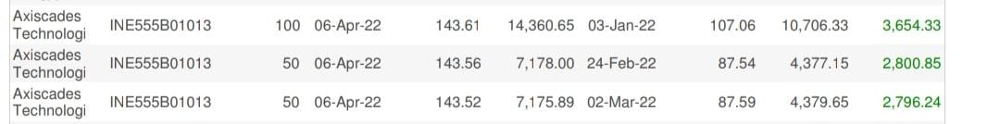 Axiscades Technologi INE555B01013 100 06-Apr-22 143.61 14,360.65 03-Jan-22 107.06 10,706.33 3,654.33
Axiscades Technologi INE555B01013 50 06-Apr-22 143.56 7,178.00 24-Feb-22 87.54 4,377.15 2,800.85
Axiscades Technologi INE555B01013 50 06-Apr-22 143.52 7,175.89 02-Mar-22 87.59 4,379.65 2,796.24